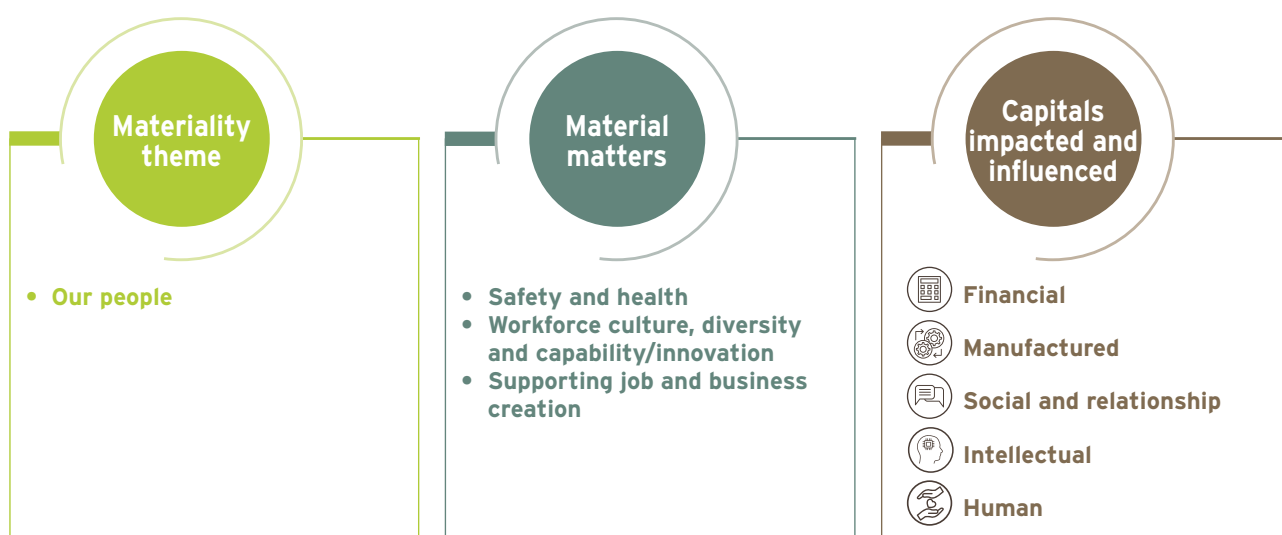 Materiality
theme
• Our people
Material
matters
• Safety and health
• Workforce culture, diversity
and capability/innovation
• Supporting job and business
creation
Capitals
impacted and
influenced
Financial
Manufactured
Social and relationship
Intellectual
Human